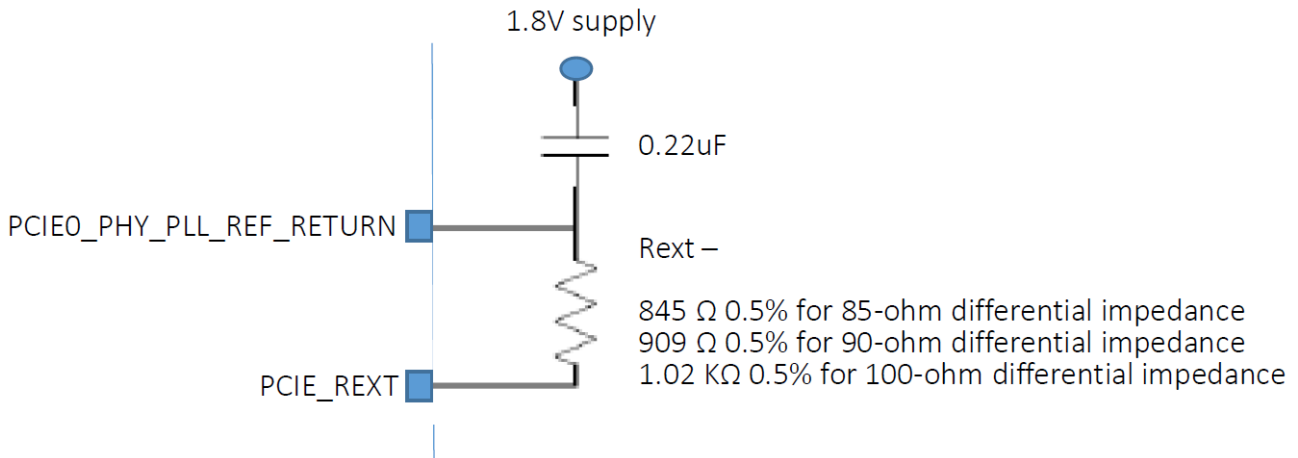 1.8V supply
0.22uF
PCIE0_PHY_PLL_REF_RETURN
Rext –
845 Ω 0.5% for 85-ohm differential impedance
909 Ω 0.5% for 90-ohm differential impedance
1.02 KΩ 0.5% for 100-ohm differential impedance
PCIE_REXT